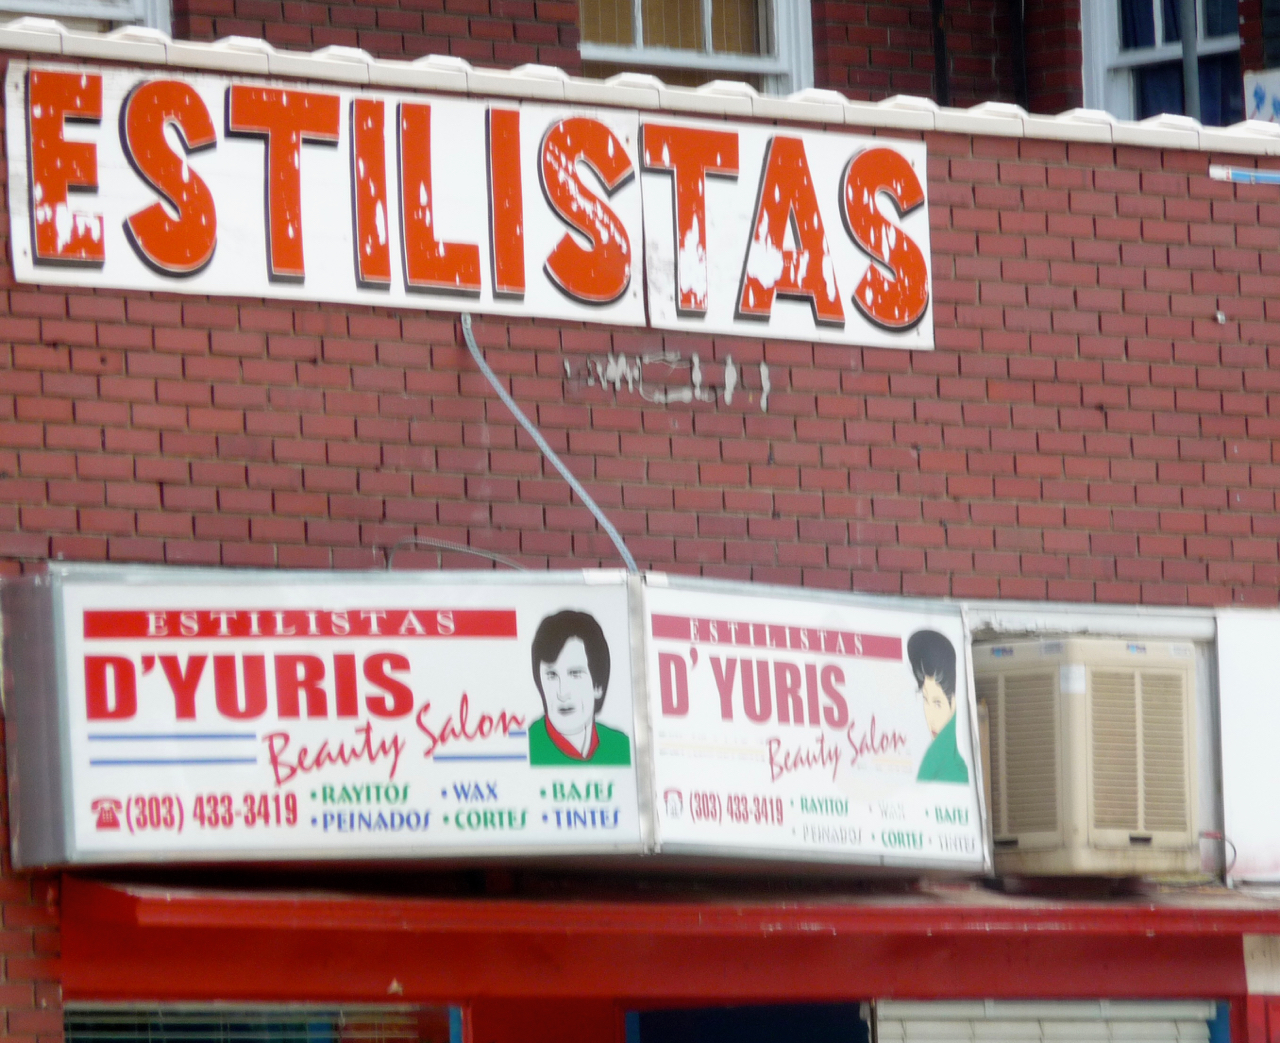 ESTILISTAS
ESTILISTAS
D'YURIS
Beauty Salon
(303) 433-3419
• RAYITOS • WAX • BASES
• PEINADOS • CORTES • TINTES
ESTILISTAS
D' YURIS
Beauty Salon
(303) 433-3419
• RAYITOS • WAX • BASES
• PEINADOS • CORTES • TINTES